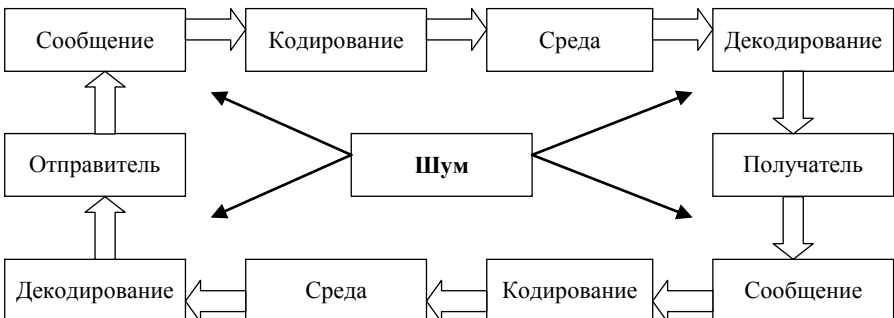 Сообщение
Кодирование
Среда
Декодирование
Отправитель
Шум
Получатель
Декодирование
Среда
Кодирование
Сообщение